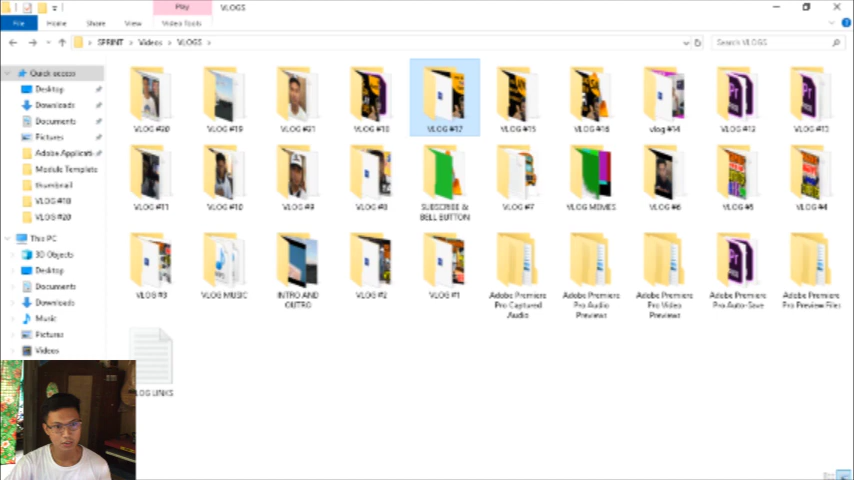 Play
VLOGS
File
Home
Share
View
Video Tools
SPRINT > Videos > VLOGS >
Search VLOGS
Quick access
Desktop
Downloads
Documents
Pictures
Adobe Applicati
Module Template
thumbnail
VLOG #18
VLOG #20
This PC
3D Objects
Desktop
Documents
Downloads
Music
Pictures
Videos
VLOG #20
VLOG #19
VLOG #21
VLOG #18
VLOG #17
VLOG #15
VLOG #16
vlog #14
VLOG #13
VLOG #12
VLOG #11
VLOG #10
VLOG #9
VLOG #8
SUBSCRIBE &
BELL BUTTON
VLOG #7
VLOG MEMES
VLOG #6
VLOG #5
VLOG #4
VLOG #3
VLOG MUSIC
INTRO AND
OUTRO
VLOG #2
VLOG #1
Adobe Premiere
Pro Captured
Audio
Adobe Premiere
Pro Audio
Previews
Adobe Premiere
Pro Video
Previews
Adobe Premiere
Pro Auto-Save
Adobe Premiere
Pro Preview Files
LOG LINKS